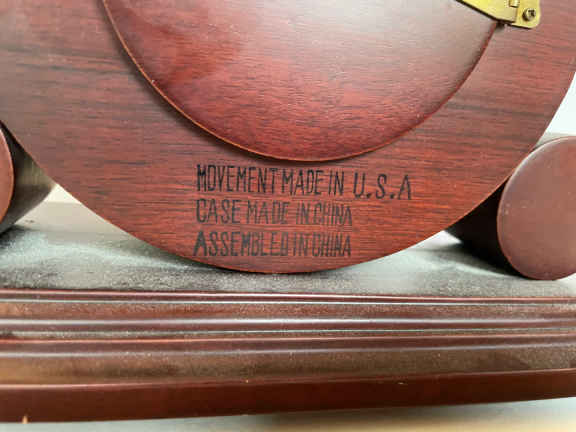 MOVEMENT MADE IN U.S.A
CASE MADE IN CHINA
ASSEMBLED IN CHINA